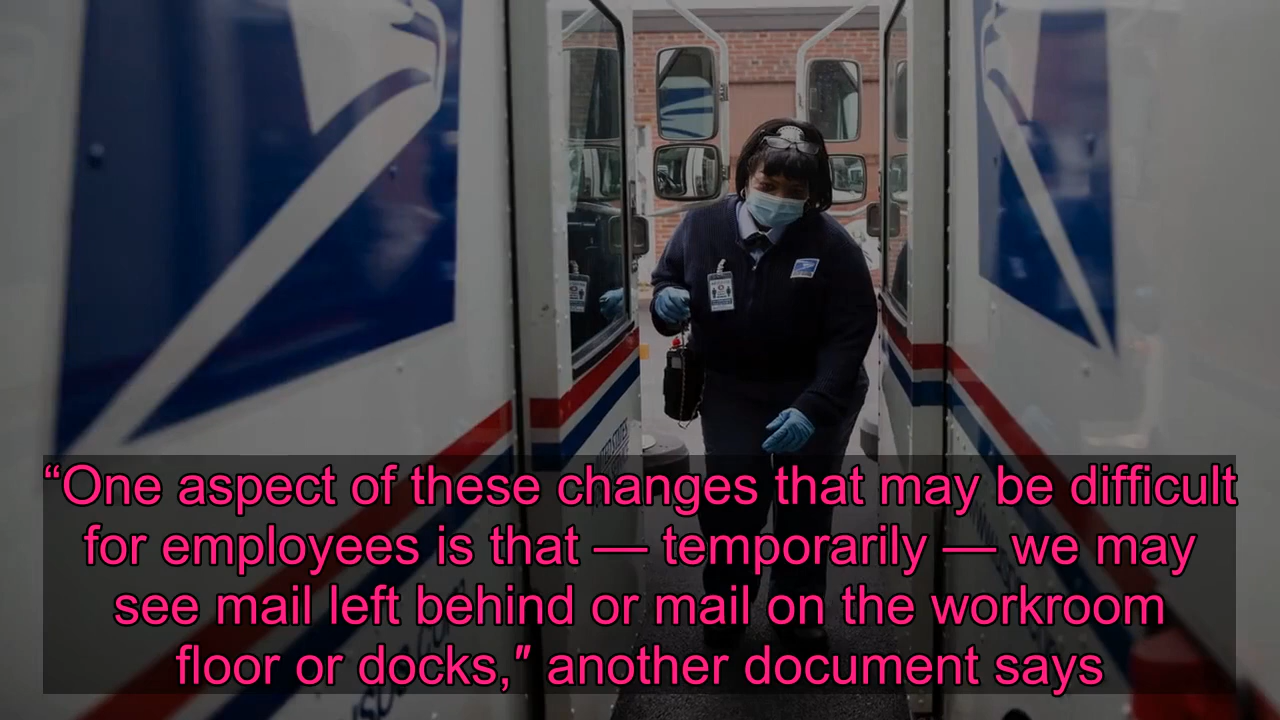 “One aspect of these changes that may be difficult
for employees is that — temporarily — we may
see mail left behind or mail on the workroom
floor or docks,″ another document says